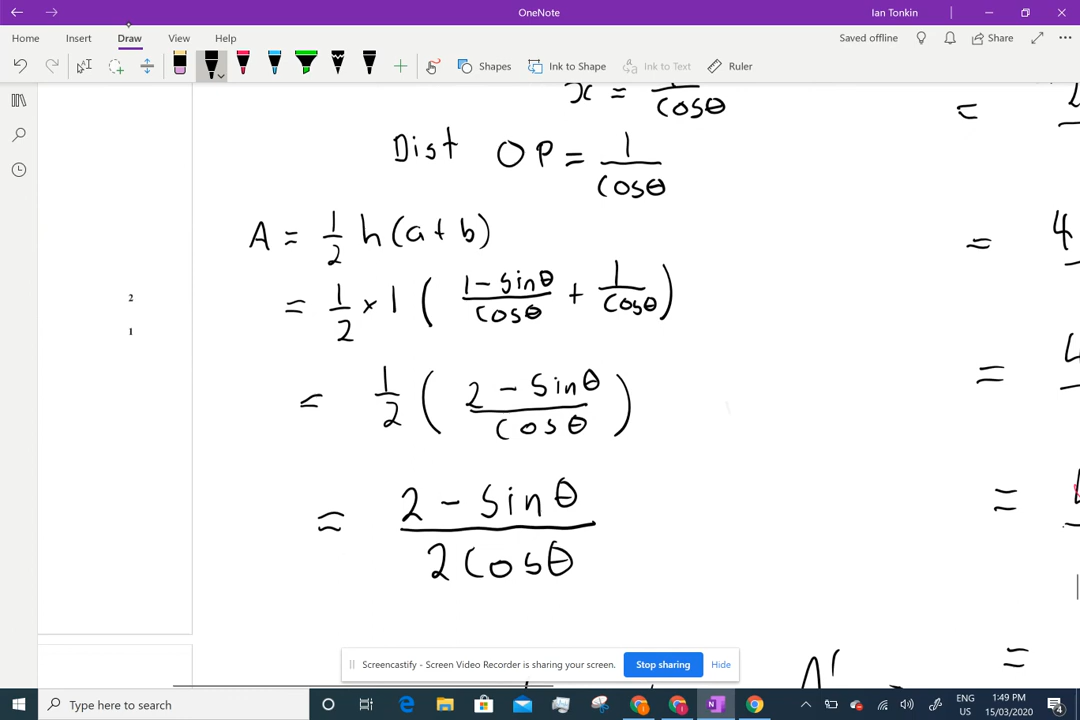 OneNote
Ian Tonkin
Home Insert Draw View Help
Saved offline Share
Shapes Ink to Shape Ink to Text Ruler
x = 1/cosθ
Dist OP = 1/cosθ
A = 1/2 h(a + b)
= 1/2 × 1 ( (1 - sinθ)/cosθ + 1/cosθ )
2
1
= 1/2 ( (2 - sinθ)/cosθ )
= (2 - sinθ)/(2cosθ)
=
= 4
=
=
=
A'
Screencastify - Screen Video Recorder is sharing your screen. Stop sharing Hide
Type here to search
ENG 1:49 PM
US 15/03/2020
4